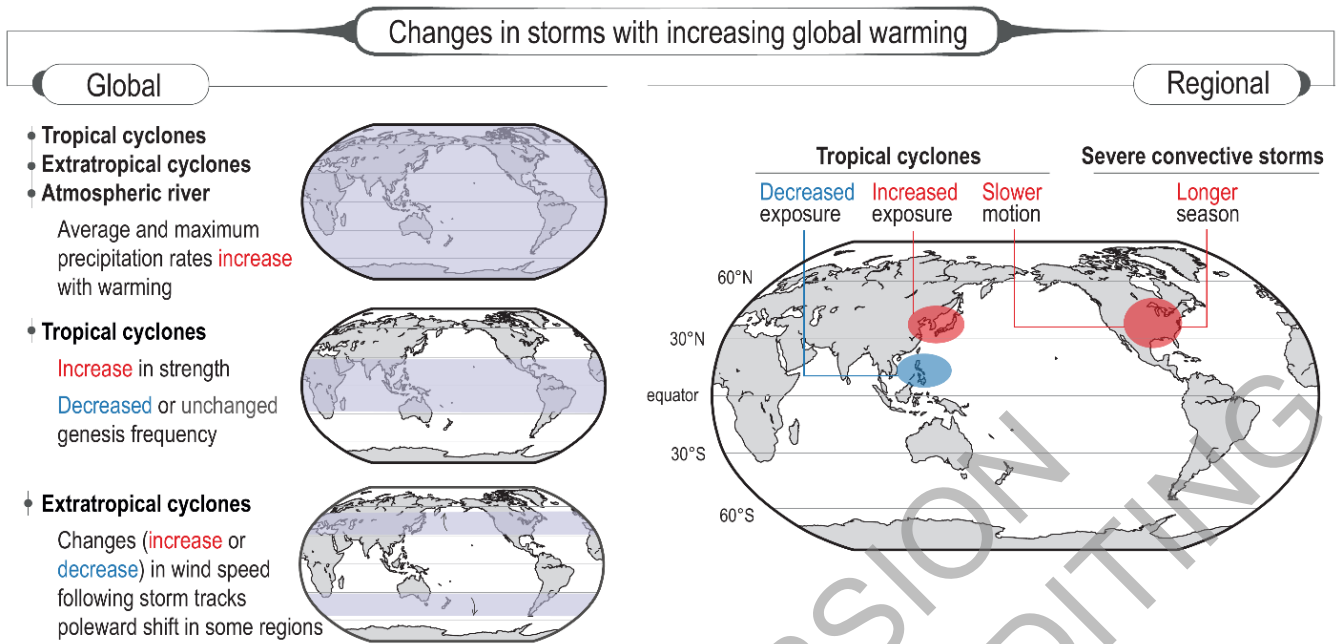 Changes in storms with increasing global warming
Global
Tropical cyclones
Extratropical cyclones
Atmospheric river
Average and maximum
precipitation rates increase
with warming
Tropical cyclones
Increase in strength
Decreased or unchanged
genesis frequency
Extratropical cyclones
Changes (increase or
decrease) in wind speed
following storm tracks
poleward shift in some regions
Regional
Tropical cyclones
Severe convective storms
Decreased
exposure
Increased
exposure
Slower
motion
Longer
season
60°N
30°N
equator
30°S
60°S